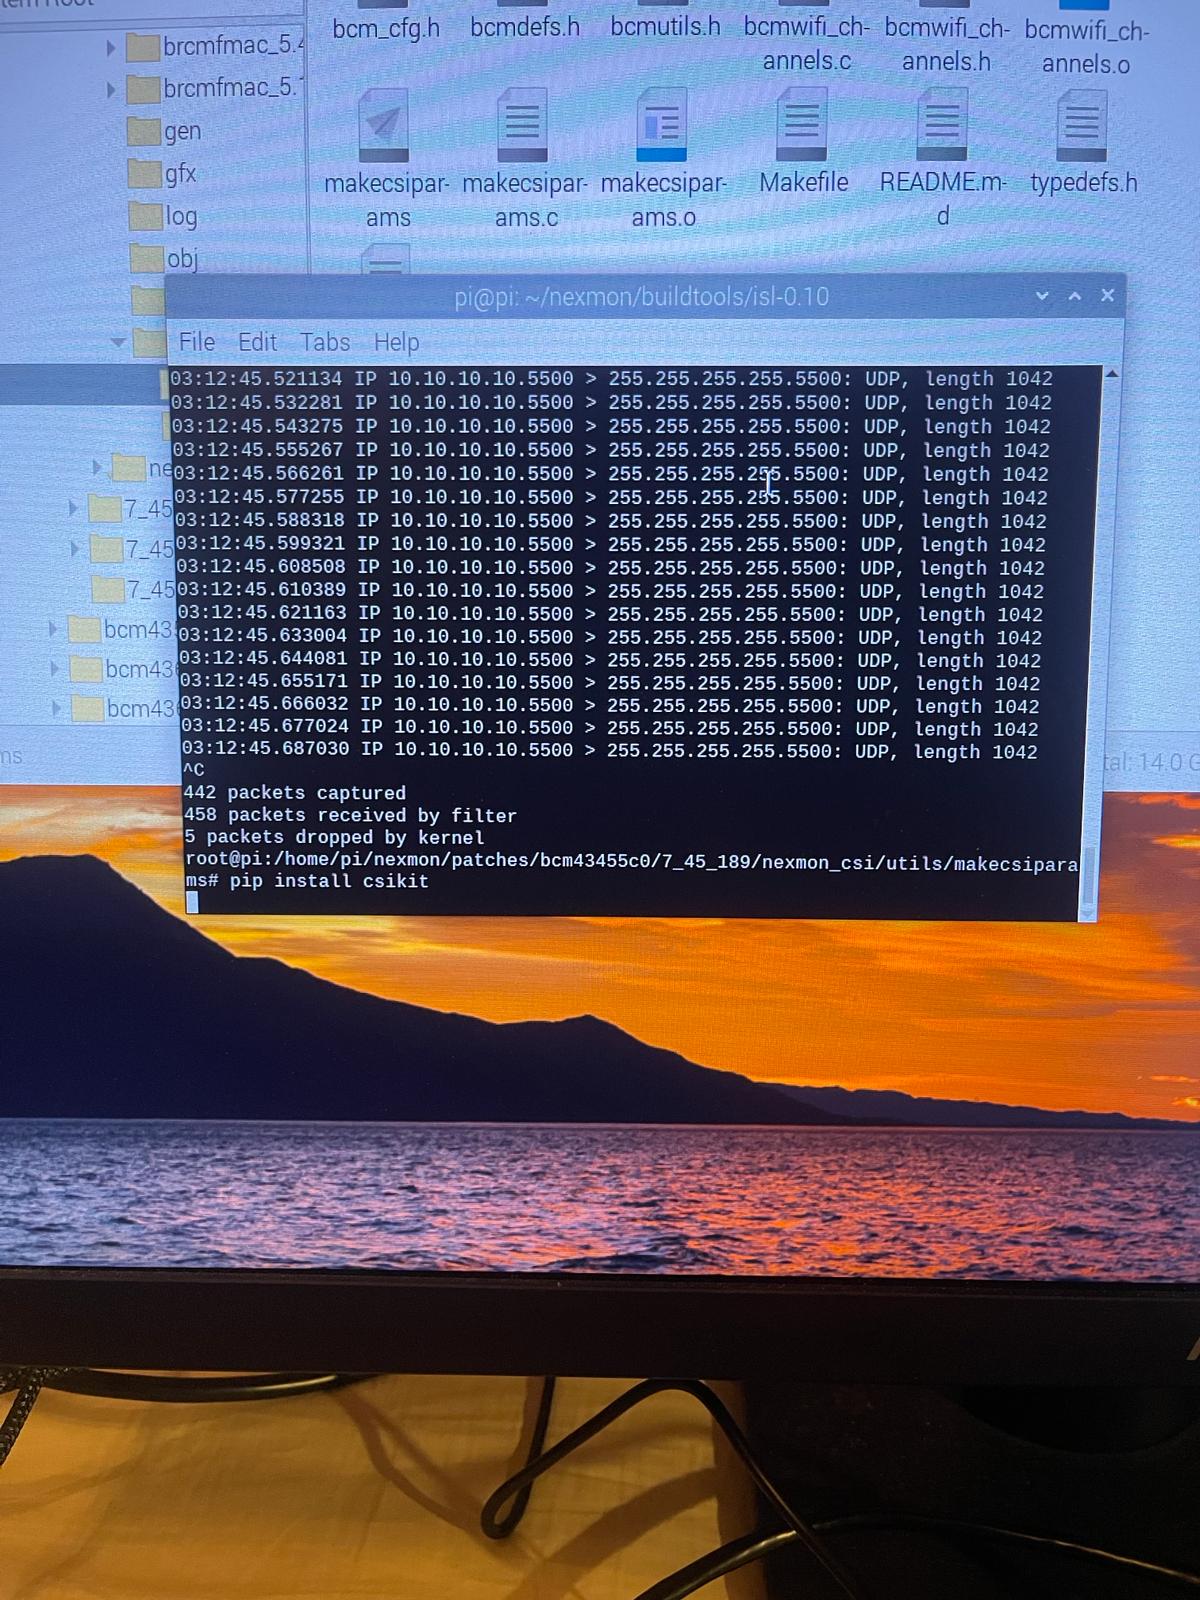 brcmfmac_5.4
brcmfmac_5.
gen
gfx
log
obj
ne
7_45
7_45
7_45
bcm43
bcm43
bcm43
bcm_cfg.h
bcmdefs.h
bcmutils.h
bcmwifi_ch-
annels.c
bcmwifi_ch-
annels.h
bcmwifi_ch-
annels.o
makecsipar-
ams
makecsipar-
ams.c
makecsipar-
ams.o
Makefile
README.m-
d
typedefs.h
pi@pi: ~/nexmon/buildtools/isl-0.10
File Edit Tabs Help
03:12:45.521134 IP 10.10.10.10.5500 > 255.255.255.255.5500: UDP, length 1042
03:12:45.532281 IP 10.10.10.10.5500 > 255.255.255.255.5500: UDP, length 1042
03:12:45.543275 IP 10.10.10.10.5500 > 255.255.255.255.5500: UDP, length 1042
03:12:45.555267 IP 10.10.10.10.5500 > 255.255.255.255.5500: UDP, length 1042
03:12:45.566261 IP 10.10.10.10.5500 > 255.255.255.255.5500: UDP, length 1042
03:12:45.577255 IP 10.10.10.10.5500 > 255.255.255.255.5500: UDP, length 1042
03:12:45.588318 IP 10.10.10.10.5500 > 255.255.255.255.5500: UDP, length 1042
03:12:45.599321 IP 10.10.10.10.5500 > 255.255.255.255.5500: UDP, length 1042
03:12:45.608508 IP 10.10.10.10.5500 > 255.255.255.255.5500: UDP, length 1042
03:12:45.610389 IP 10.10.10.10.5500 > 255.255.255.255.5500: UDP, length 1042
03:12:45.621163 IP 10.10.10.10.5500 > 255.255.255.255.5500: UDP, length 1042
03:12:45.633004 IP 10.10.10.10.5500 > 255.255.255.255.5500: UDP, length 1042
03:12:45.644081 IP 10.10.10.10.5500 > 255.255.255.255.5500: UDP, length 1042
03:12:45.655171 IP 10.10.10.10.5500 > 255.255.255.255.5500: UDP, length 1042
03:12:45.666032 IP 10.10.10.10.5500 > 255.255.255.255.5500: UDP, length 1042
03:12:45.677024 IP 10.10.10.10.5500 > 255.255.255.255.5500: UDP, length 1042
03:12:45.687030 IP 10.10.10.10.5500 > 255.255.255.255.5500: UDP, length 1042
^C
442 packets captured
458 packets received by filter
5 packets dropped by kernel
root@pi:/home/pi/nexmon/patches/bcm43455c0/7_45_189/nexmon_csi/utils/makecsipara
ms# pip install csikit
tal: 14.0 G